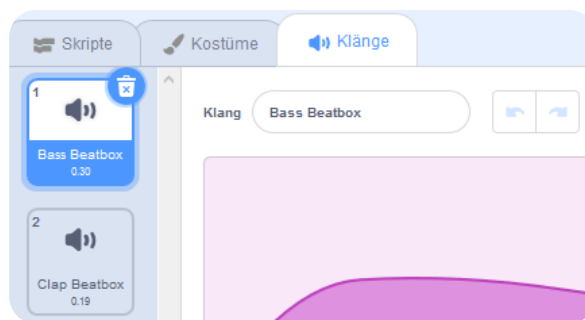 Skripte
Kostüme
Klänge
1
Bass Beatbox
0.30
Klang
Bass Beatbox
2
Clap Beatbox
0.19